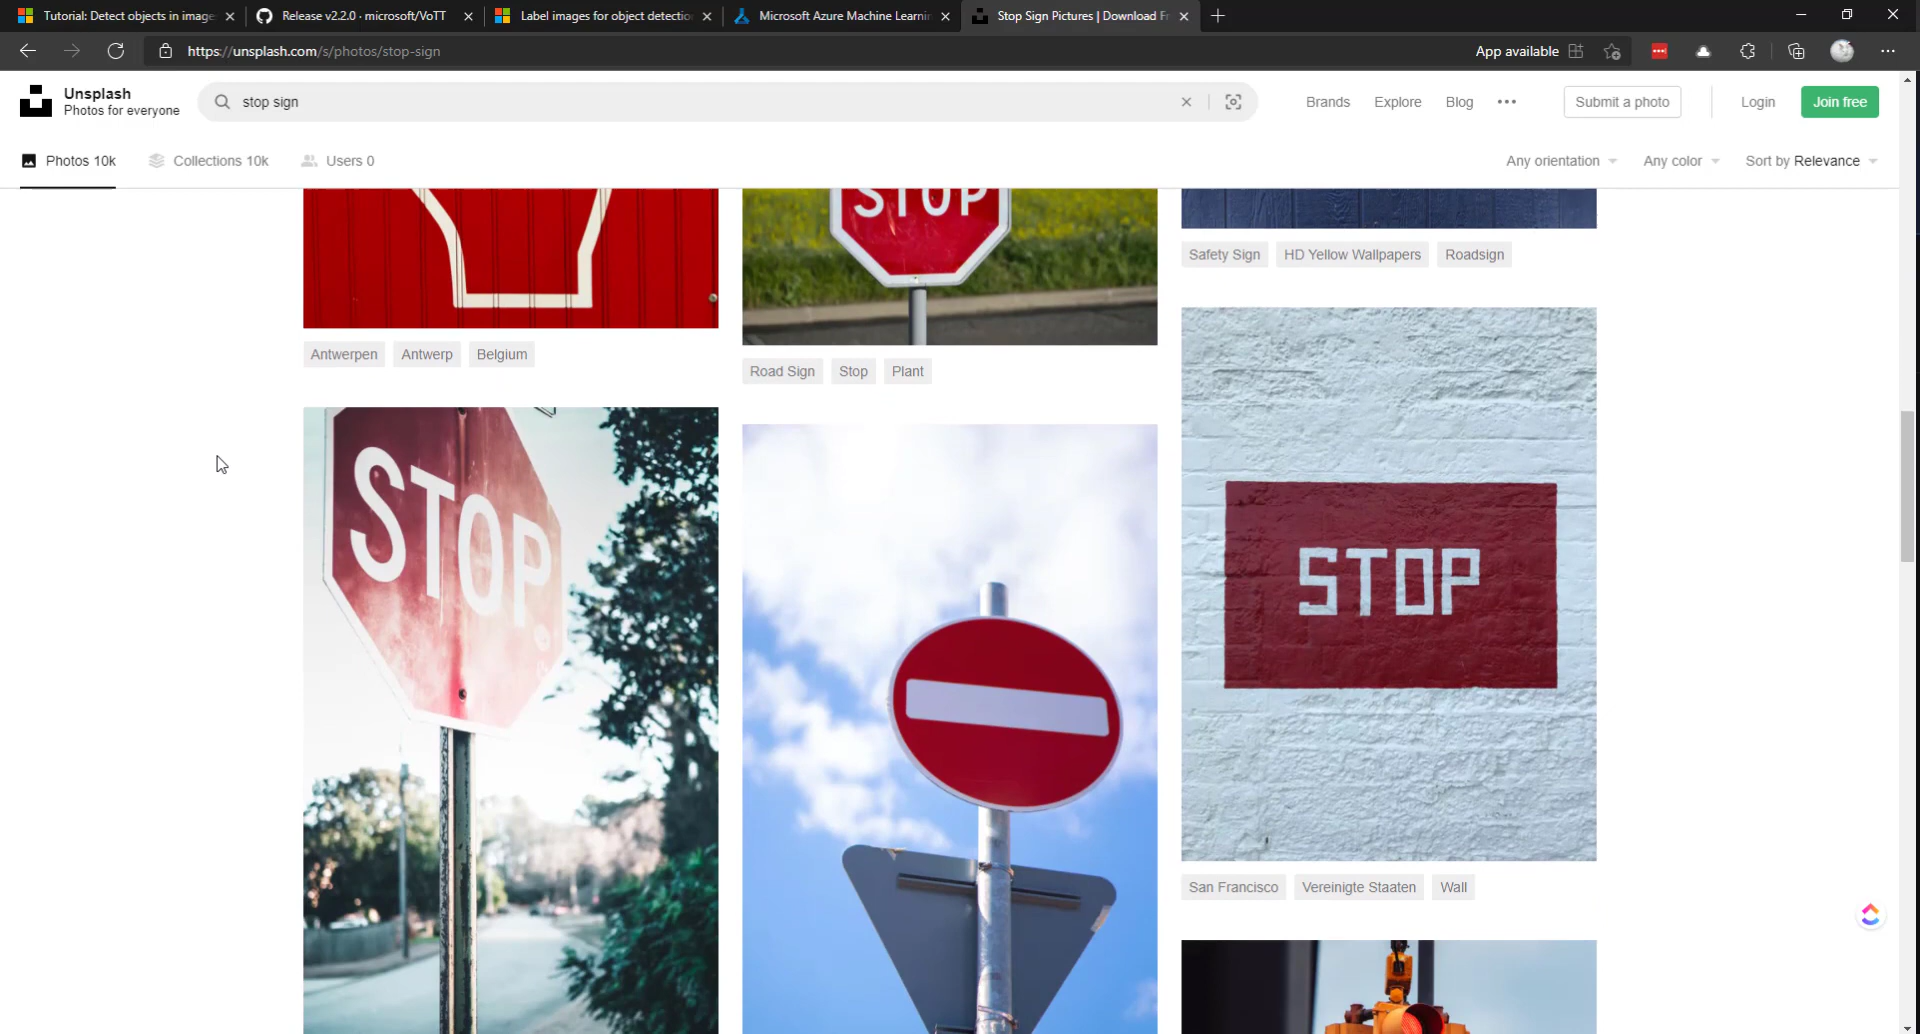 Tutorial: Detect objects in image
Release v2.2.0 · microsoft/VoTT
Label images for object detectio
Microsoft Azure Machine Learnin
Stop Sign Pictures | Download Fr
https://unsplash.com/s/photos/stop-sign
App available
Unsplash
Photos for everyone
stop sign
Brands
Explore
Blog
Submit a photo
Login
Join free
Photos 10k
Collections 10k
Users 0
Any orientation
Any color
Sort by Relevance
STOP
Safety Sign
HD Yellow Wallpapers
Roadsign
Antwerpen
Antwerp
Belgium
Road Sign
Stop
Plant
STOP
STOP
San Francisco
Vereinigte Staaten
Wall